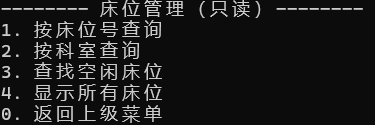 -------- 床位管理 (只读) --------
1. 按床位号查询
2. 按科室查询
3. 查找空闲床位
4. 显示所有床位
0. 返回上级菜单